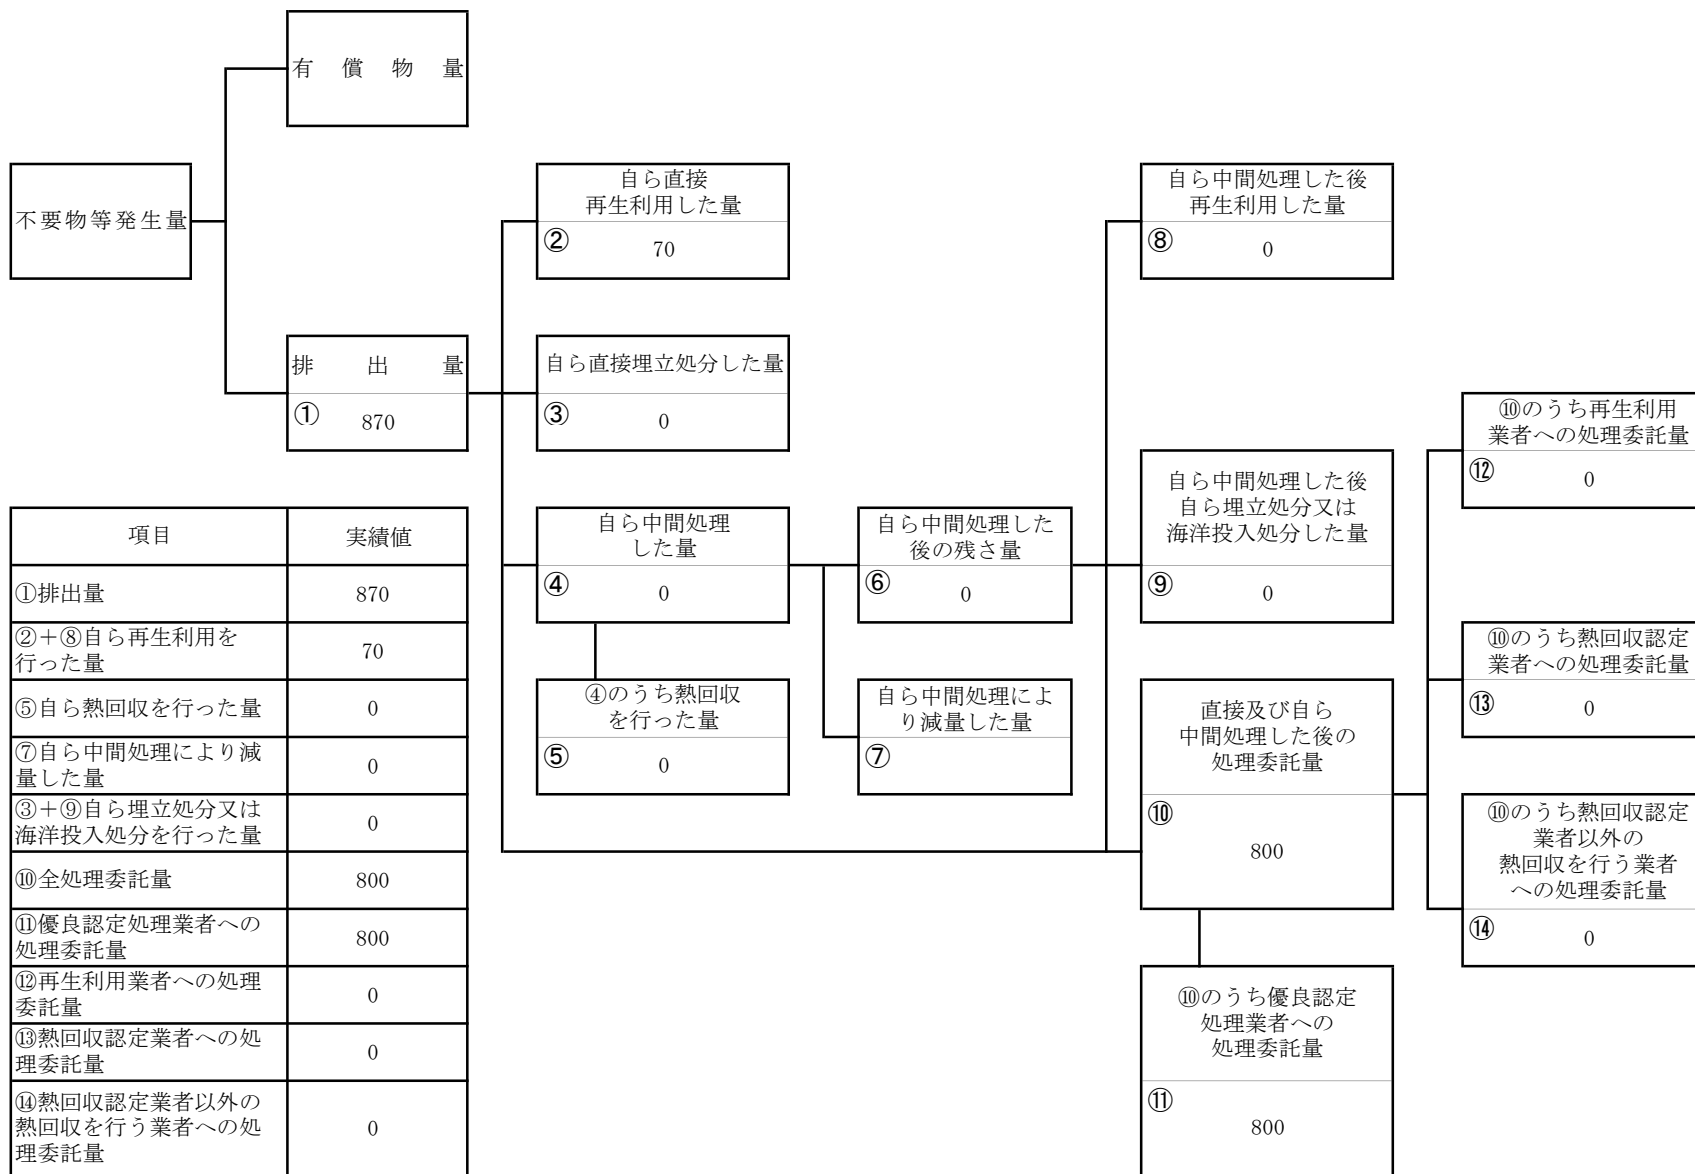 有償物量
不要物等発生量
排出量
①
870
自ら直接
再生利用した量
②
70
自ら直接埋立処分した量
③
0
自ら中間処理
した量
④
0
④のうち熱回収
を行った量
⑤
0
自ら中間処理した
後の残さ量
⑥
0
自ら中間処理によ
り減量した量
⑦
自ら中間処理した後
再生利用した量
⑧
0
自ら中間処理した後
自ら埋立処分又は
海洋投入処分した量
⑨
0
直接及び自ら
中間処理した後の
処理委託量
⑩
800
⑩のうち優良認定
処理業者への
処理委託量
⑪
800
⑩のうち再生利用
業者への処理委託量
⑫
0
⑩のうち熱回収認定
業者への処理委託量
⑬
0
⑩のうち熱回収認定
業者以外の
熱回収を行う業者
への処理委託量
⑭
0
項目 実績値
①排出量 870
②＋⑧自ら再生利用を
行った量 70
⑤自ら熱回収を行った量 0
⑦自ら中間処理により減
量した量 0
③＋⑨自ら埋立処分又は
海洋投入処分を行った量 0
⑩全処理委託量 800
⑪優良認定処理業者への
処理委託量 800
⑫再生利用業者への処理
委託量 0
⑬熱回収認定業者への処
理委託量 0
⑭熱回収認定業者以外の
熱回収を行う業者への処 0
理委託量